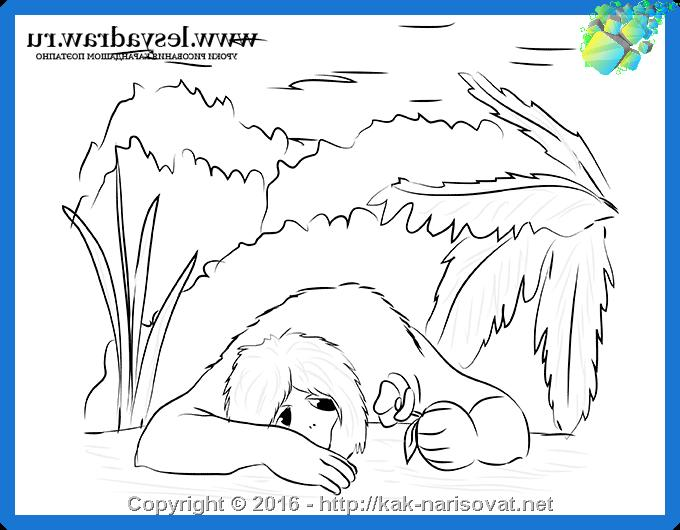 www.lesyadraw.ru
УРОКИ РИСОВАНИЯ КАРАНДАШОМ ПОЭТАПНО
Copyright © 2016 - http://kak-narisovat.net